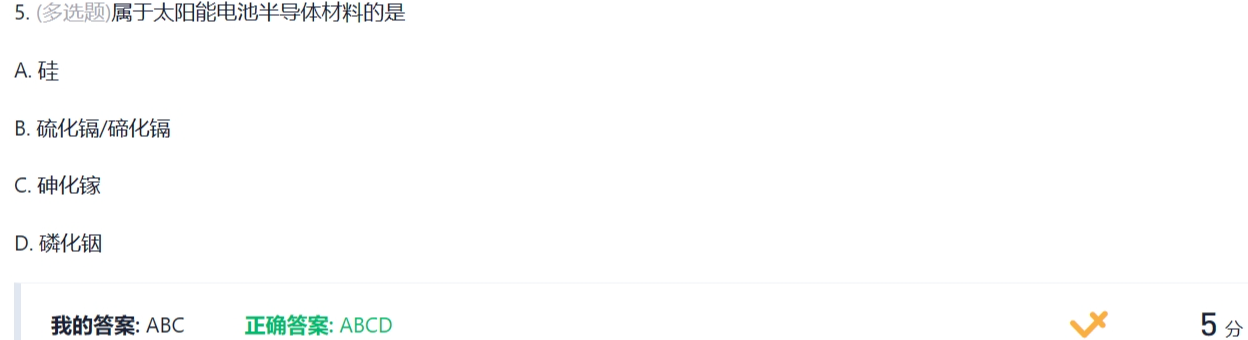 5. (多选题)属于太阳能电池半导体材料的是
A. 硅
B. 硫化镉/碲化镉
C. 砷化镓
D. 磷化铟
我的答案: ABC 正确答案: ABCD 5 分